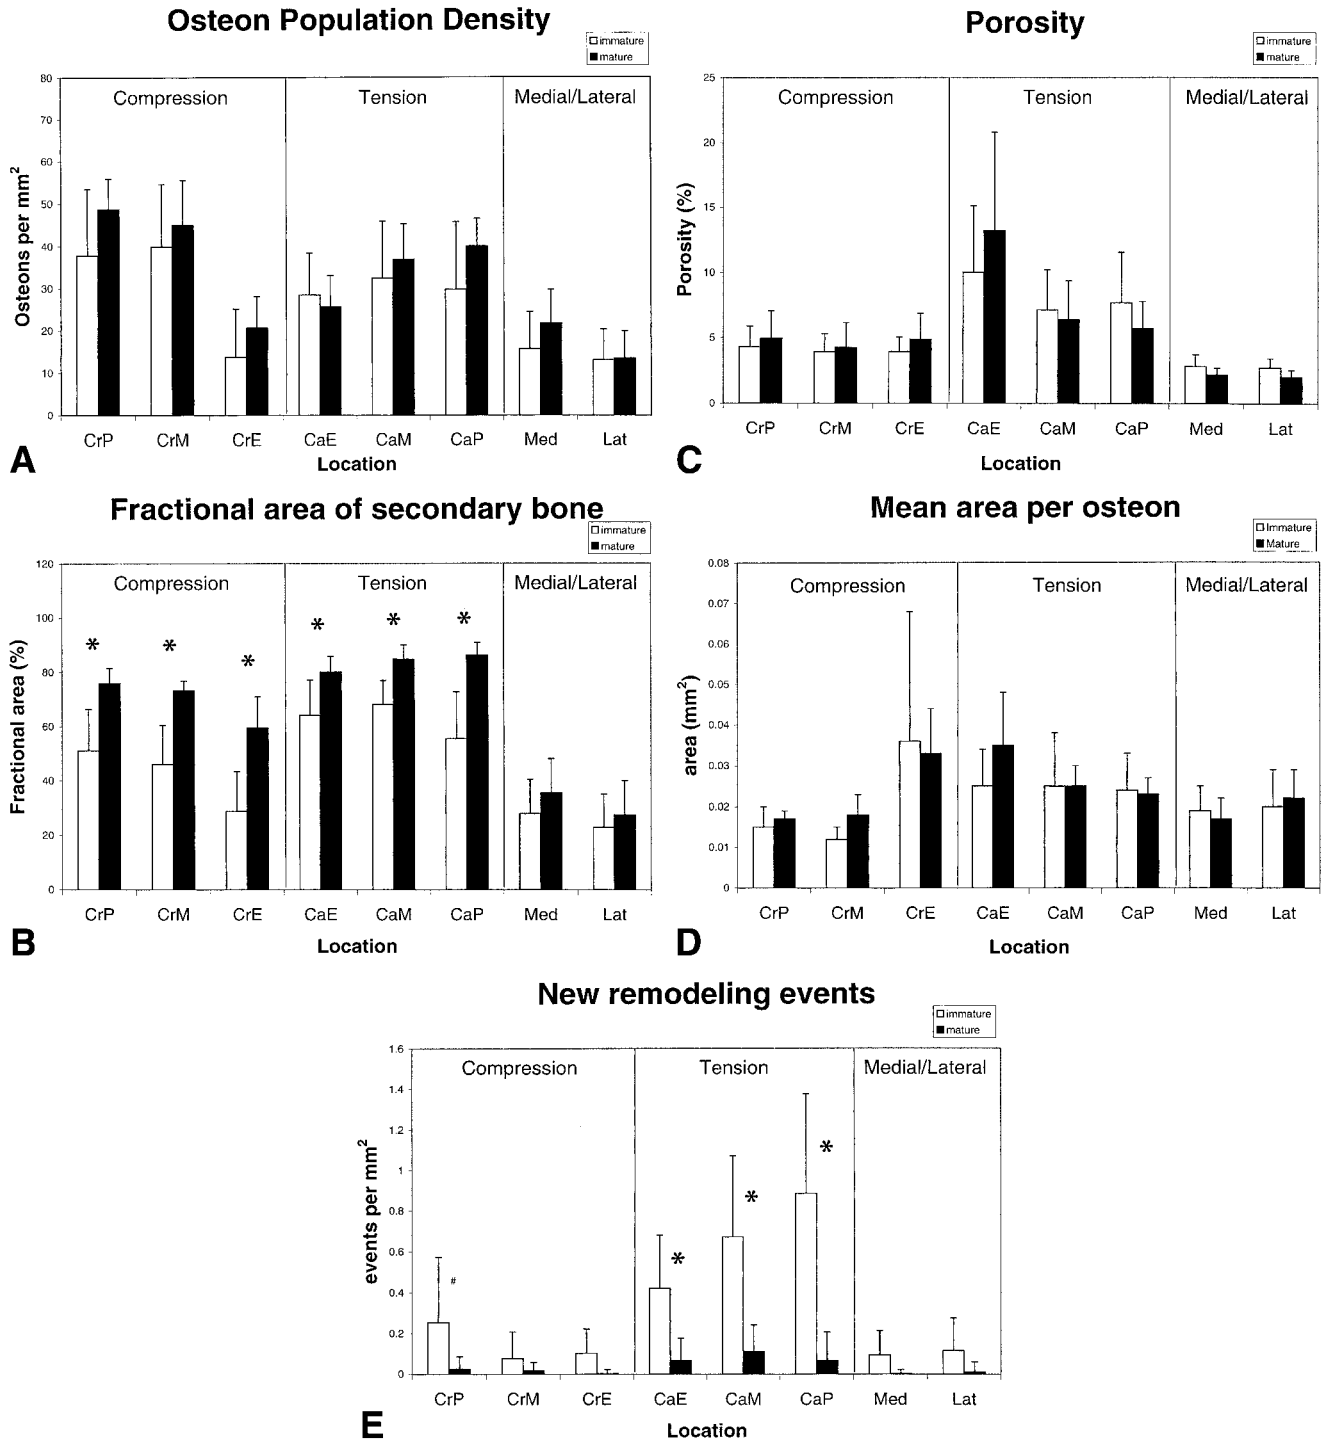 Osteon Population Density
immature
mature
80
70
60
50
40
30
20
10
0
Osteons per mm²
Compression
Tension
Medial/Lateral
CrP CrM CrE CaE CaM CaP Med Lat
Location
A
Porosity
immature
mature
25
20
15
10
5
0
Porosity (%)
Compression
Tension
Medial/Lateral
CrP CrM CrE CaE CaM CaP Med Lat
Location
C
Fractional area of secondary bone
immature
mature
120
100
80
60
40
20
0
Fractional area (%)
Compression
Tension
Medial/Lateral
* * * * * *
CrP CrM CrE CaE CaM CaP Med Lat
Location
B
Mean area per osteon
Immature
Mature
0.08
0.07
0.06
0.05
0.04
0.03
0.02
0.01
0
area (mm²)
Compression
Tension
Medial/Lateral
CrP CrM CrE CaE CaM CaP Med Lat
Location
D
New remodeling events
immature
mature
1.6
1.4
1.2
1
0.8
0.6
0.4
0.2
0
events per mm²
Compression
Tension
Medial/Lateral
# * * *
CrP CrM CrE CaE CaM CaP Med Lat
Location
E